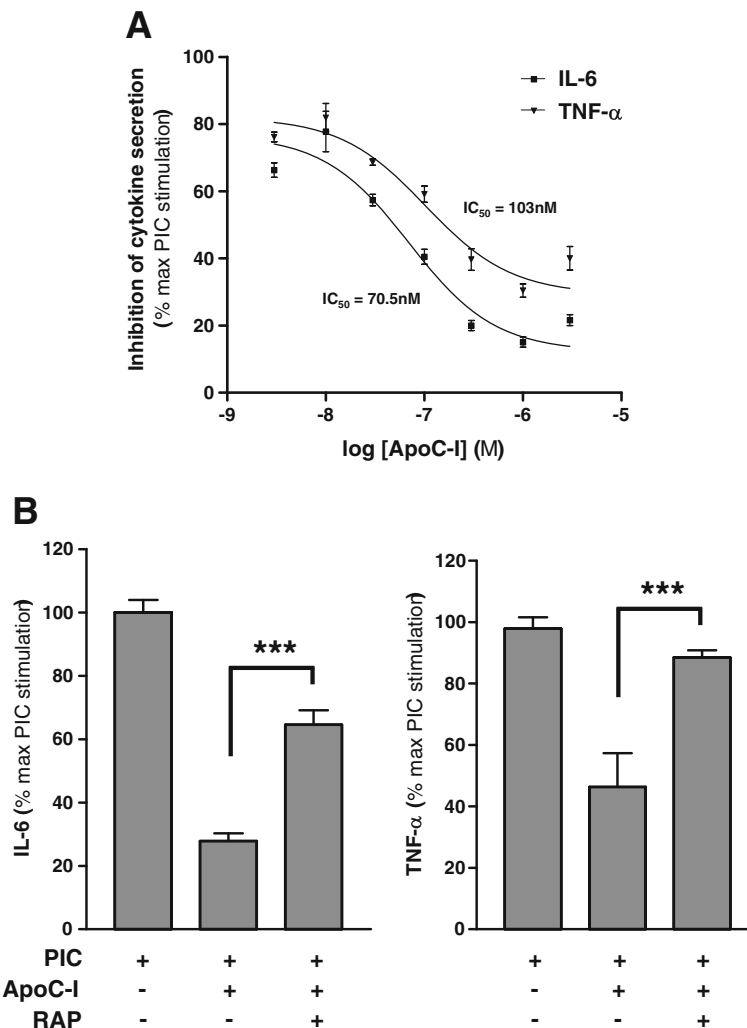 A
Inhibition of cytokine secretion
(% max PIC stimulation)
100
80
60
40
20
0
IL-6
TNF-α
IC50 = 103nM
IC50 = 70.5nM
-9
-8
-7
-6
-5
log [ApoC-I] (M)
B
IL-6 (% max PIC stimulation)
120
100
80
60
40
20
0
***
TNF-α (% max PIC stimulation)
120
100
80
60
40
20
0
***
PIC + + + + + +
ApoC-I - + + - + +
RAP - - + - - +